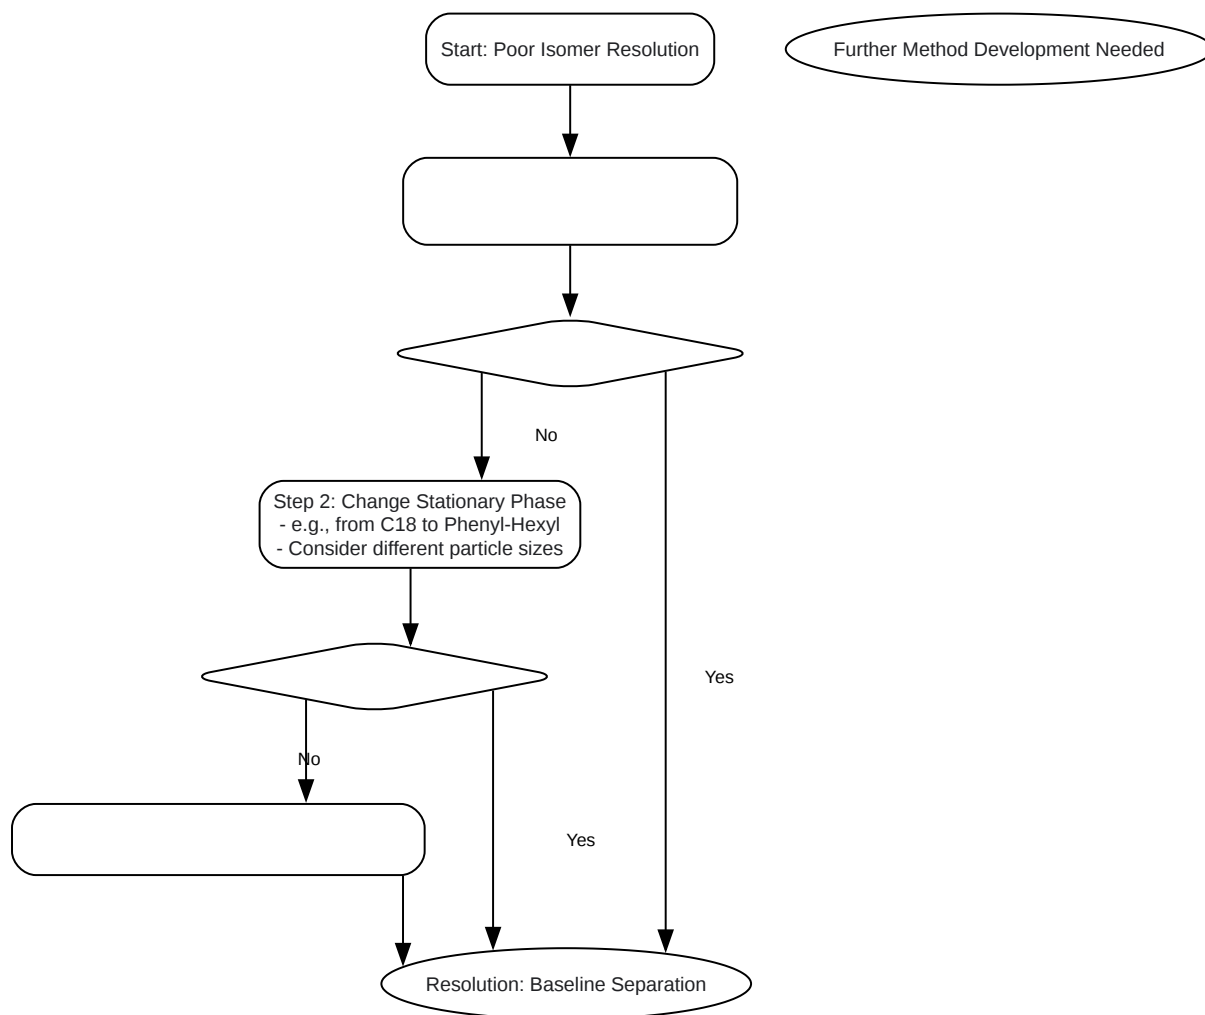 Start: Poor Isomer Resolution
Further Method Development Needed
No
Step 2: Change Stationary Phase
- e.g., from C18 to Phenyl-Hexyl
- Consider different particle sizes
Yes
No
Yes
Resolution: Baseline Separation